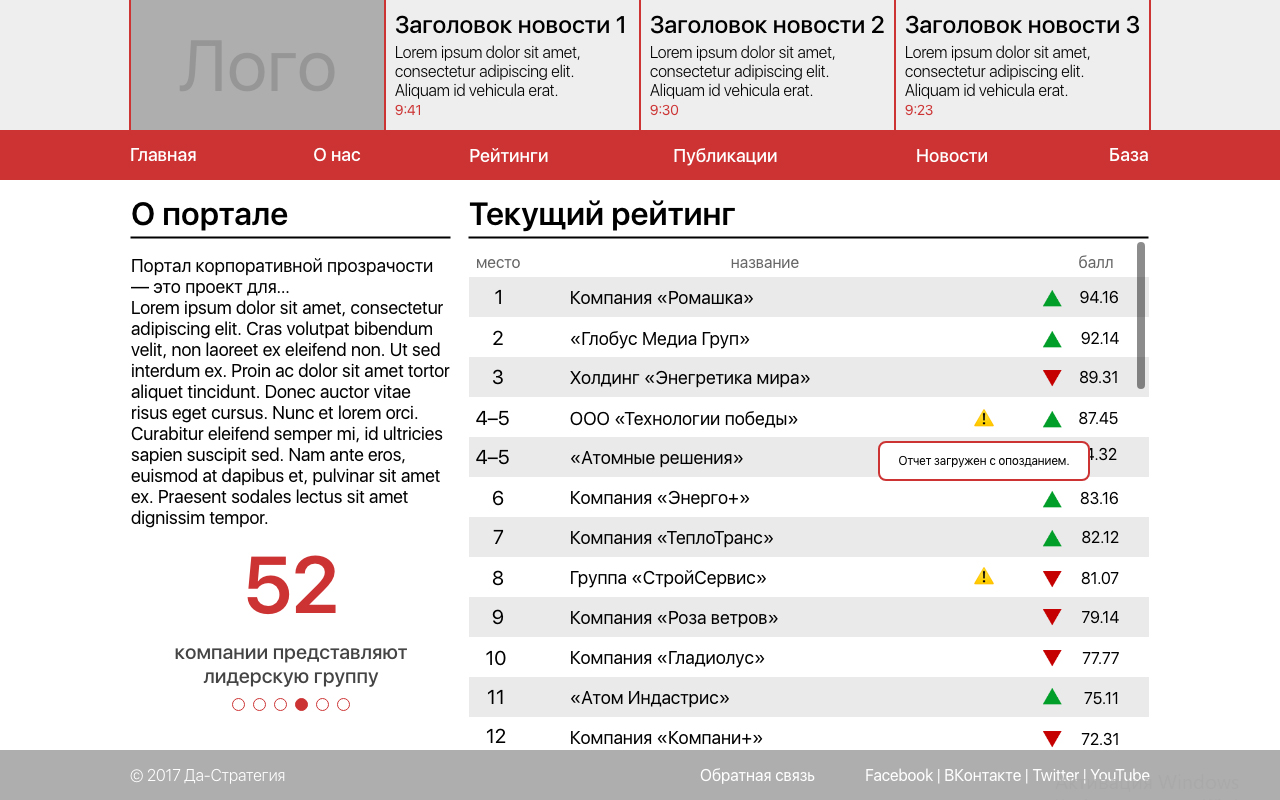 Лого
Заголовок новости 1
Lorem ipsum dolor sit amet,
consectetur adipiscing elit.
Aliquam id vehicula erat.
9:41
Заголовок новости 2
Lorem ipsum dolor sit amet,
consectetur adipiscing elit.
Aliquam id vehicula erat.
9:30
Заголовок новости 3
Lorem ipsum dolor sit amet,
consectetur adipiscing elit.
Aliquam id vehicula erat.
9:23
Главная О нас Рейтинги Публикации Новости База
О портале
Портал корпоративной прозрачости
— это проект для...
Lorem ipsum dolor sit amet, consectetur
adipiscing elit. Cras volutpat bibendum
velit, non laoreet ex eleifend non. Ut sed
interdum ex. Proin ac dolor sit amet tortor
aliquet tincidunt. Donec auctor vitae
risus eget cursus. Nunc et lorem orci.
Curabitur eleifend semper mi, id ultricies
sapien suscipit sed. Nam ante eros,
euismod at dapibus et, pulvinar sit amet
ex. Praesent sodales lectus sit amet
dignissim tempor.
52
компании представляют
лидерскую группу
Текущий рейтинг
место название балл
1 Компания «Ромашка» 94.16
2 «Глобус Медиа Груп» 92.14
3 Холдинг «Энегретика мира» 89.31
4–5 ООО «Технологии победы» 87.45
4–5 «Атомные решения»
Отчет загружен с опозданием.
6 Компания «Энерго+» 83.16
7 Компания «ТеплоТранс» 82.12
8 Группа «СтройСервис» 81.07
9 Компания «Роза ветров» 79.14
10 Компания «Гладиолус» 77.77
11 «Атом Индастрис» 75.11
12 Компания «Компани+» 72.31
© 2017 Да-Стратегия Обратная связь Facebook | ВКонтакте | Twitter | YouTube
Windows